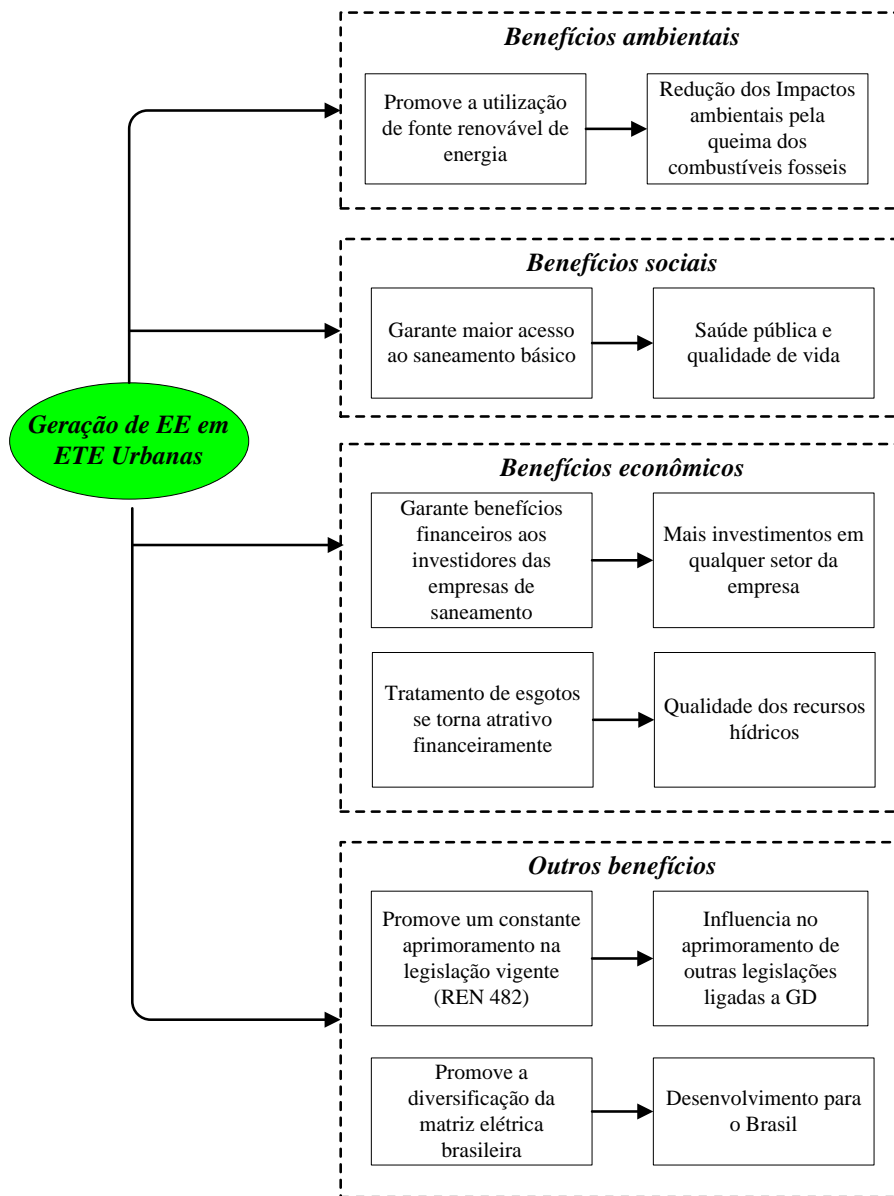 Benefícios ambientais
Promove a utilização
de fonte renovável de
energia
Redução dos Impactos
ambientais pela
queima dos
combustíveis fosseis
Benefícios sociais
Garante maior acesso
ao saneamento básico
Saúde pública e
qualidade de vida
Geração de EE em
ETE Urbanas
Benefícios econômicos
Garante benefícios
financeiros aos
investidores das
empresas de
saneamento
Mais investimentos em
qualquer setor da
empresa
Tratamento de esgotos
se torna atrativo
financeiramente
Qualidade dos recursos
hídricos
Outros benefícios
Promove um constante
aprimoramento na
legislação vigente
(REN 482)
Influencia no
aprimoramento de
outras legislações
ligadas a GD
Promove a
diversificação da
matriz elétrica
brasileira
Desenvolvimento para
o Brasil